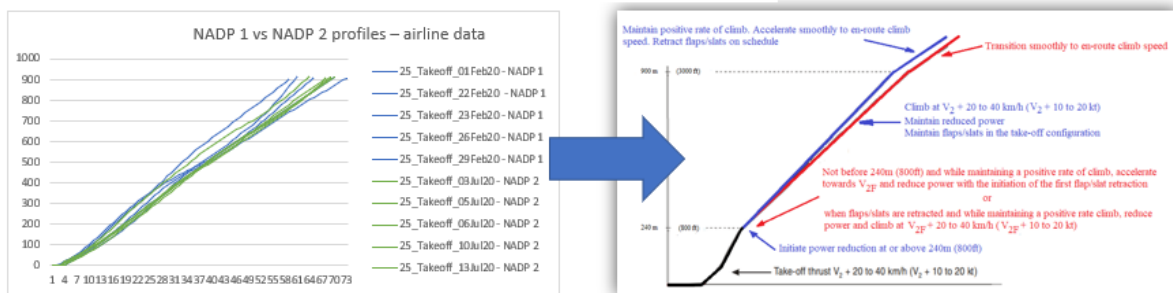 NADP 1 vs NADP 2 profiles – airline data
1000
900
800
700
600
500
400
300
200
100
0
1 4 7 10 13 16 19 22 25 28 31 34 37 40 43 46 49 52 55 58 61 64 67 70 73
25_Takeoff_01Feb20 - NADP 1
25_Takeoff_22Feb20 - NADP 1
25_Takeoff_23Feb20 - NADP 1
25_Takeoff_26Feb20 - NADP 1
25_Takeoff_29Feb20 - NADP 1
25_Takeoff_03Jul20 - NADP 2
25_Takeoff_05Jul20 - NADP 2
25_Takeoff_06Jul20 - NADP 2
25_Takeoff_10Jul20 - NADP 2
25_Takeoff_13Jul20 - NADP 2
Maintain positive rate of climb. Accelerate smoothly to en-route climb
speed. Retract flaps/slats on schedule
Transition smoothly to en-route climb speed
900 m (3000 ft)
Climb at V2 + 20 to 40 km/h (V2 + 10 to 20 kt)
Maintain reduced power
Maintain flaps/slats in the take-off configuration
Not before 240m (800ft) and while maintaining a positive rate of climb, accelerate
towards V2F and reduce power with the initiation of the first flap/slat retraction
or
when flaps/slats are retracted and while maintaining a positive rate climb, reduce
power and climb at V2F + 20 to 40 km/h (V2F + 10 to 20 kt)
240 m (800 ft)
Initiate power reduction at or above 240m (800ft)
Take-off thrust V2 + 20 to 40 km/h (V2 + 10 to 20 kt)